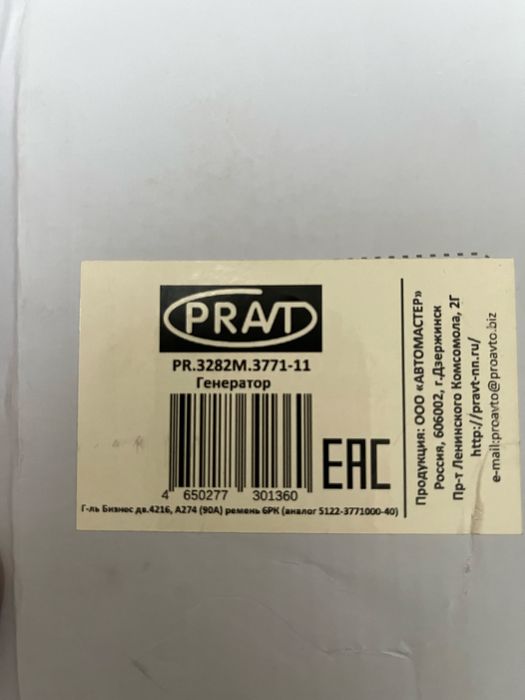 PRAVT
PR.3282М.3771-11
Генератор
4 650277 301360
Г-ль Бизнес дв.4216, А274 (90А) ремень 6РК (аналог 5122-3771000-40)
EAC
Продукция: ООО «АВТОМАСТЕР»
Россия, 606002, г.Дзержинск
Пр-т Ленинского Комсомола, 2Г
http://pravt-nn.ru/
e-mail:proavto@proavto.biz